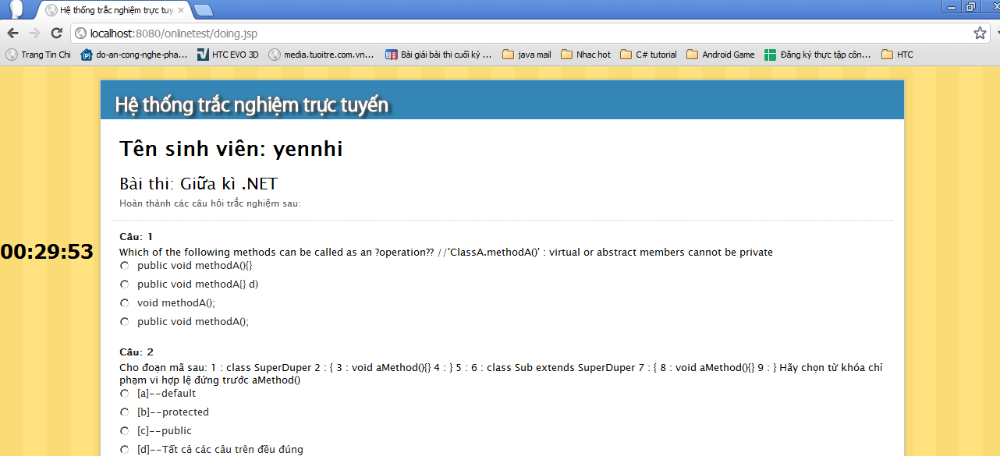 Hệ thống trắc nghiệm trực tuy
localhost:8080/onlinetest/doing.jsp
Trang Tin Chi do-an-cong-nghe-pha... HTC EVO 3D media.tuoitre.com.vn... Bài giải bài thi cuối kỳ ... java mail Nhac hot C# tutorial Android Game Đăng ký thực tập côn... HTC
Hệ thống trắc nghiệm trực tuyến
Tên sinh viên: yennhi
Bài thi: Giữa kì .NET
Hoàn thành các câu hỏi trắc nghiệm sau:
00:29:53
Câu: 1
Which of the following methods can be called as an ?operation?? //'ClassA.methodA()' : virtual or abstract members cannot be private
public void methodA(){}
public void methodA{} d)
void methodA();
public void methodA();
Câu: 2
Cho đoạn mã sau: 1 : class SuperDuper 2 : { 3 : void aMethod(){} 4 : } 5 : 6 : class Sub extends SuperDuper 7 : { 8 : void aMethod(){} 9 : } Hãy chọn từ khóa chỉ
phạm vi hợp lệ đứng trước aMethod()
[a]--default
[b]--protected
[c]--public
[d]--Tất cả các câu trên đều đúng